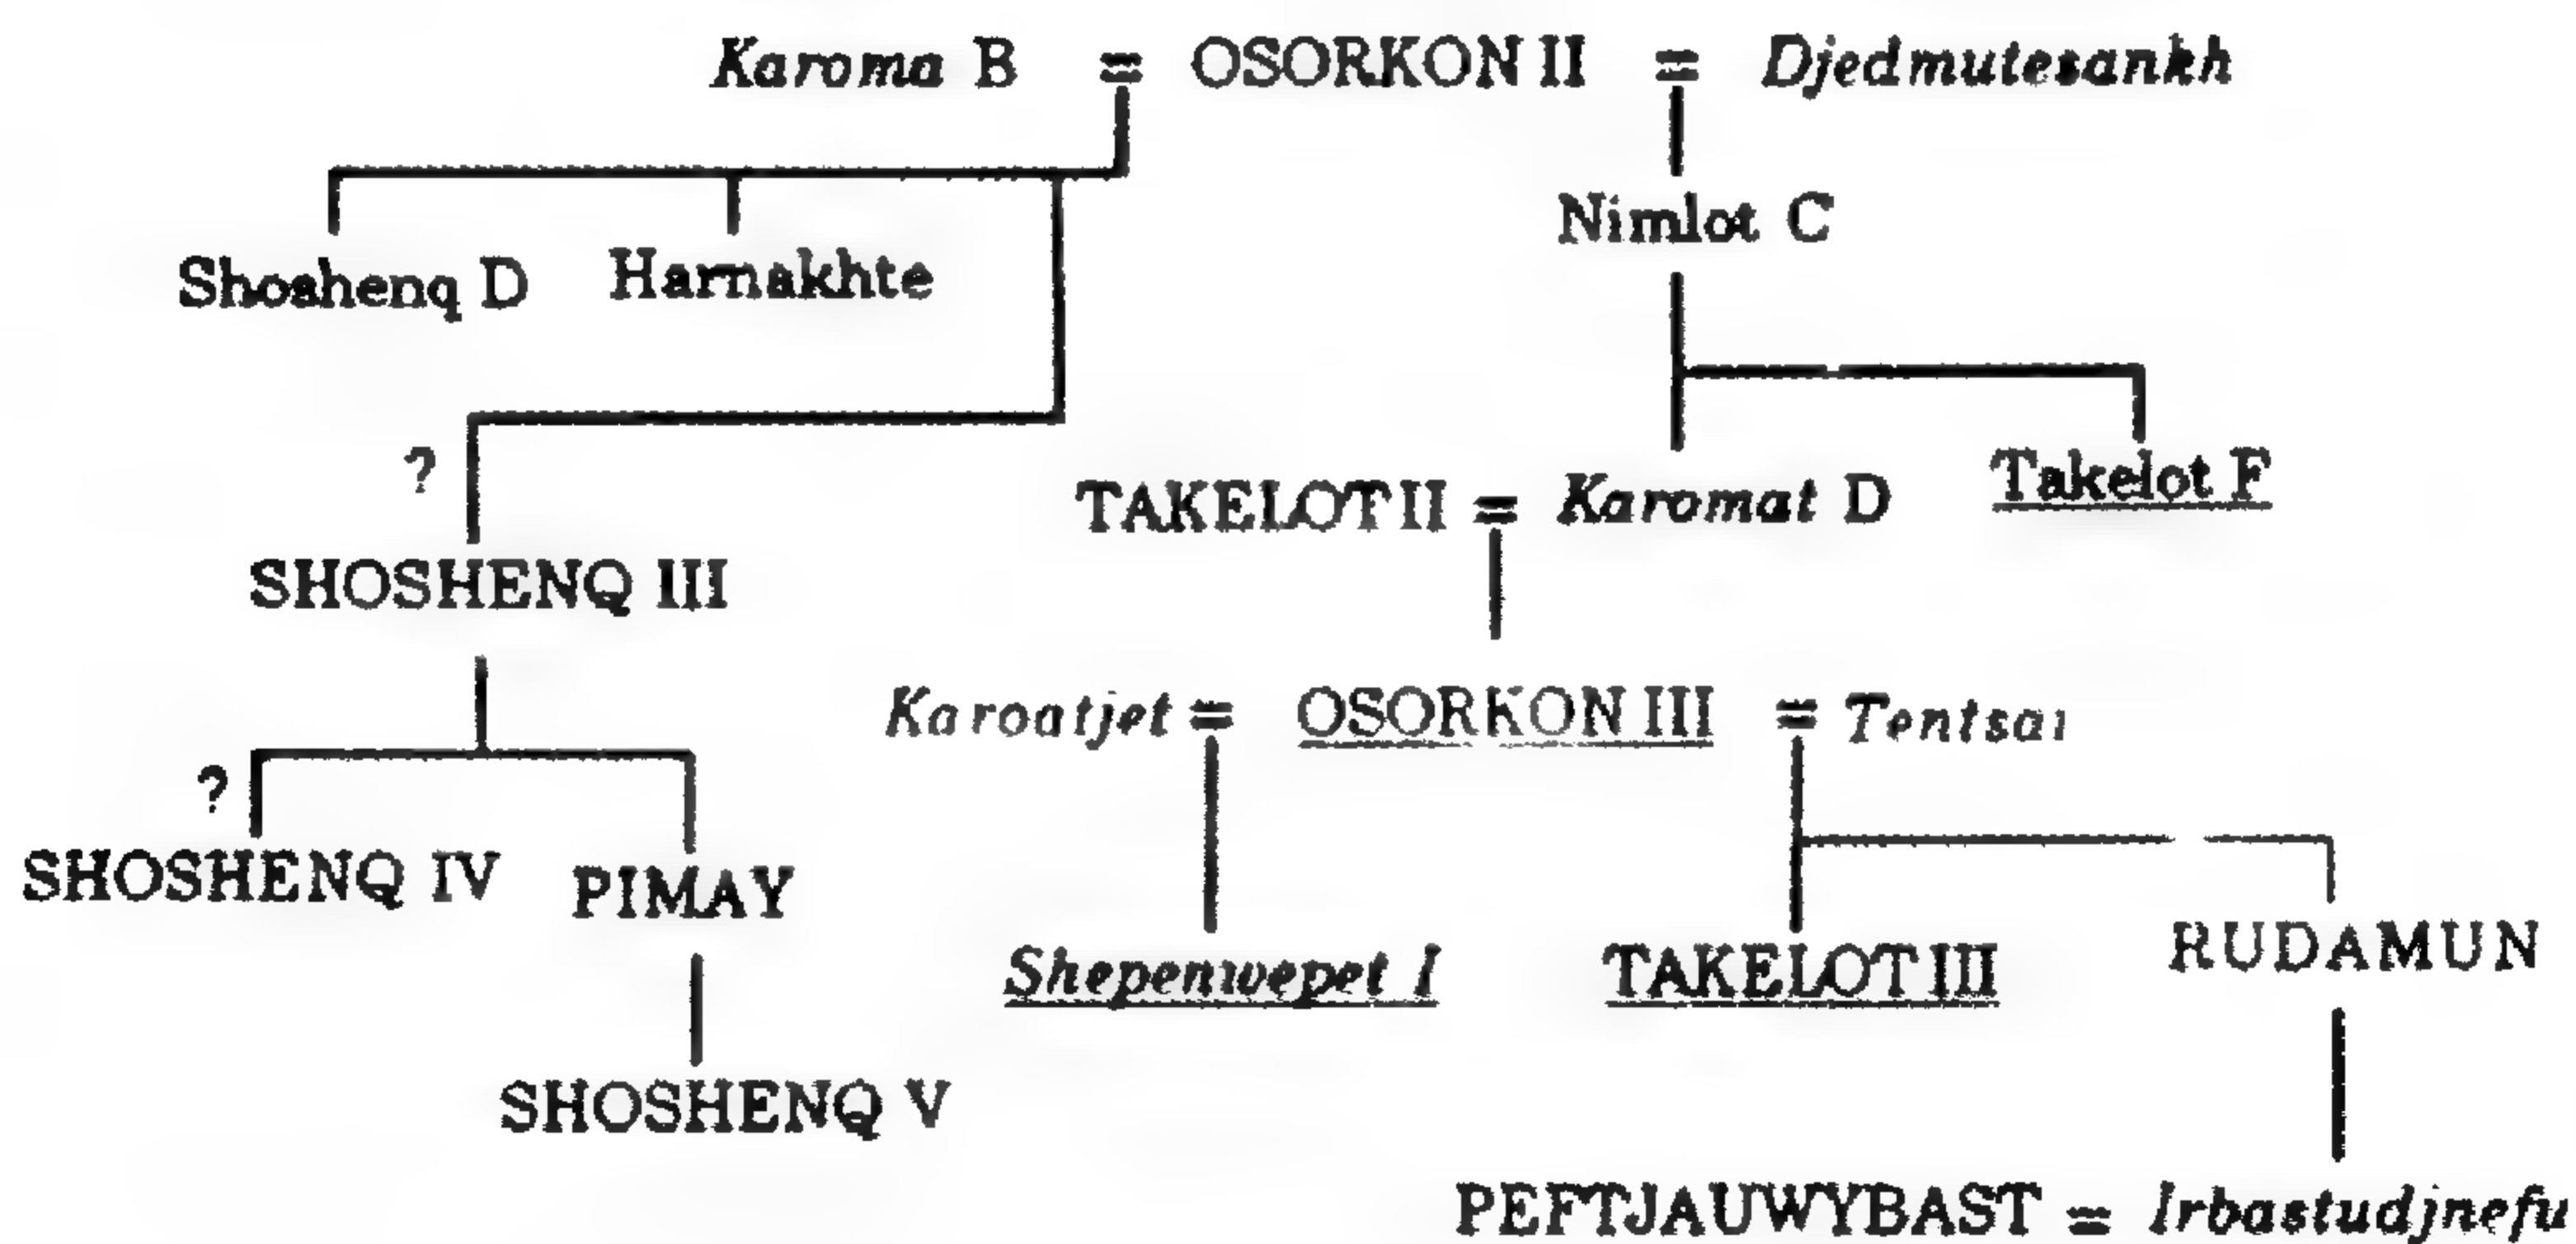 Karoma B = OSORKON II = Djedmutesankh
Nimlot C
Shoshenq D Harnakhte
?
TAKELOT II = Karomat D Takelot F
SHOSHENQ III
Karoatjet = OSORKON III = Tentsai
?
SHOSHENQ IV PIMAY
Shepenwepet I TAKELOT III RUDAMUN
SHOSHENQ V
PEFTJAUWYBAST = Irbastudjnefu